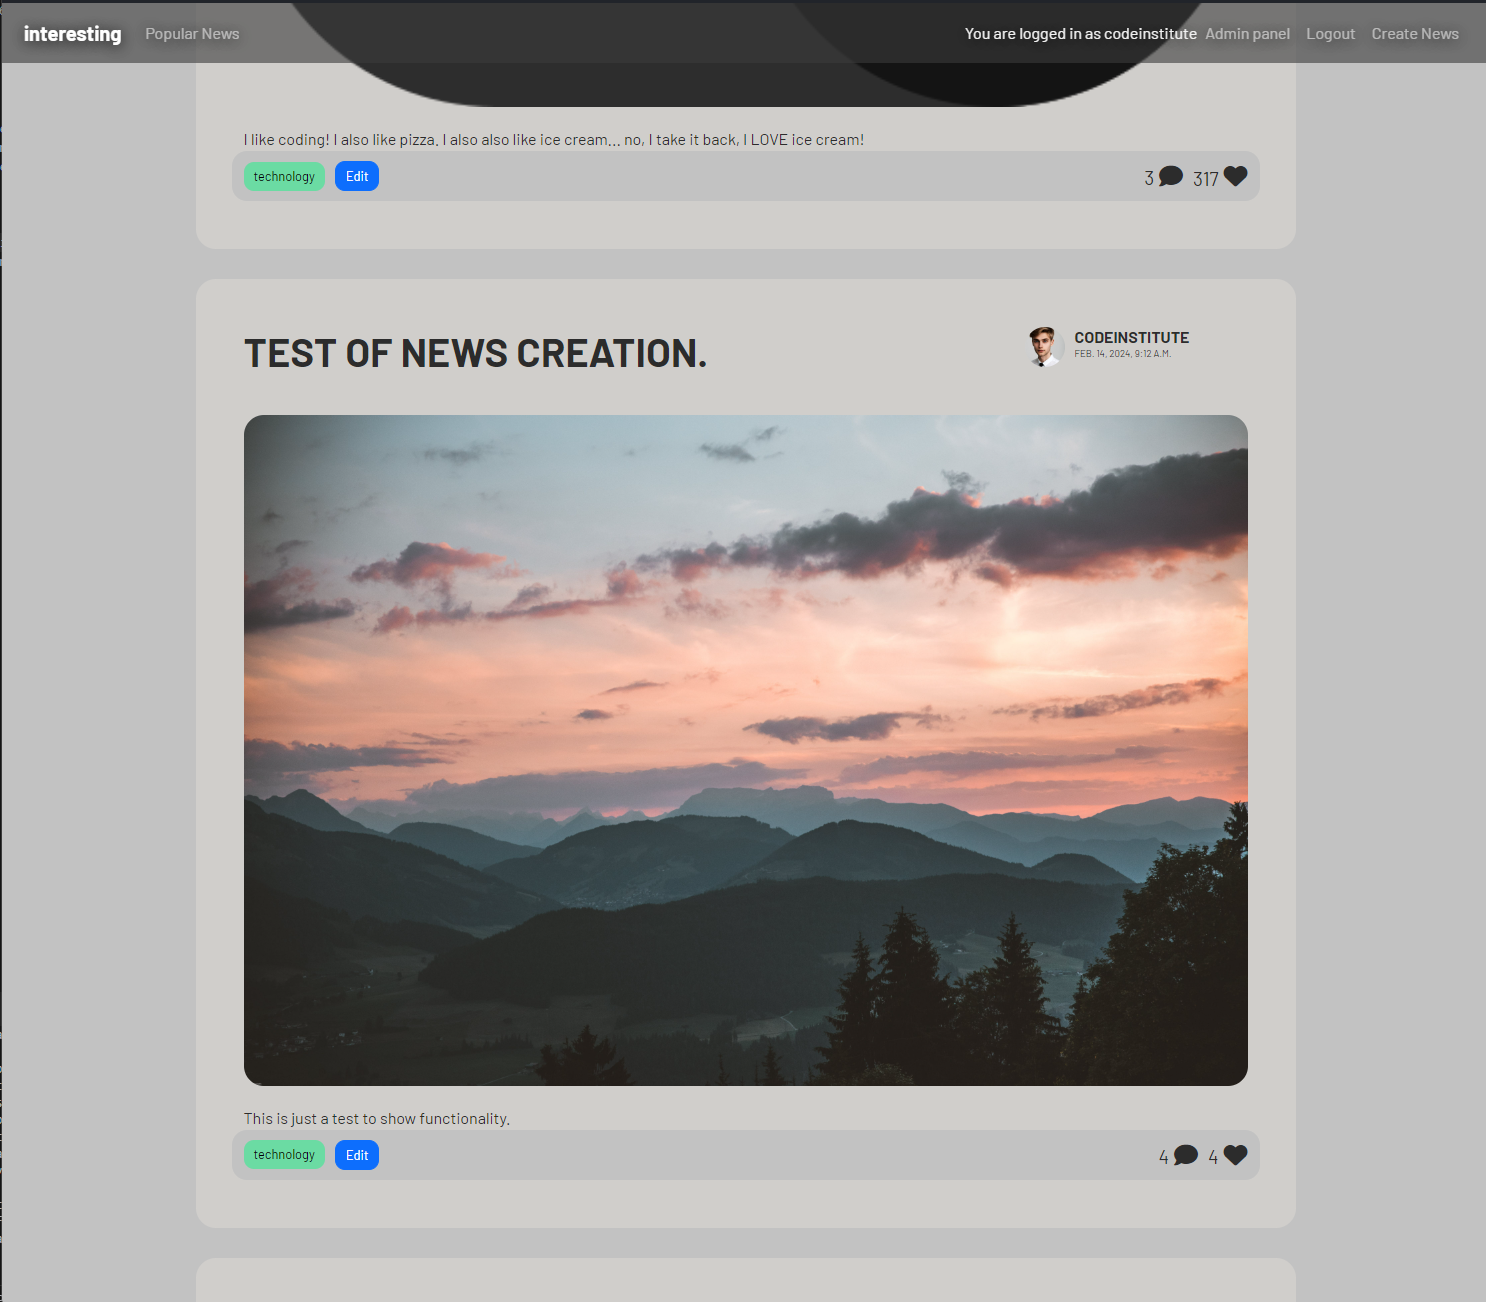 interesting Popular News You are logged in as codeinstitute Admin panel Logout Create News
I like coding! I also like pizza. I also also like ice cream... no, I take it back, I LOVE ice cream!
technology Edit 3 317
TEST OF NEWS CREATION.
CODEINSTITUTE
FEB. 14, 2024, 9:12 A.M.
This is just a test to show functionality.
technology Edit 4 4